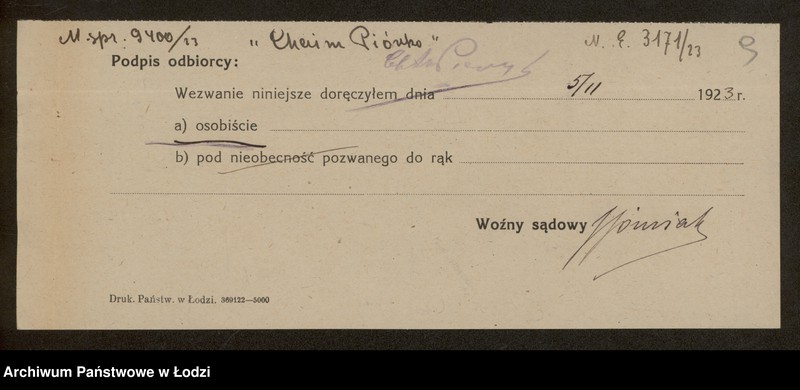 M. spr. 9400/23 „Chaim Piórko" N. E. 3171/23 9
Podpis odbiorcy:
Wezwanie niniejsze doręczyłem dnia 5/11 1923 r.
a) osobiście
b) pod nieobecność pozwanego do rąk
Woźny sądowy
Druk. Państw. w Łodzi. 369122—5000
Archiwum Państwowe w Łodzi